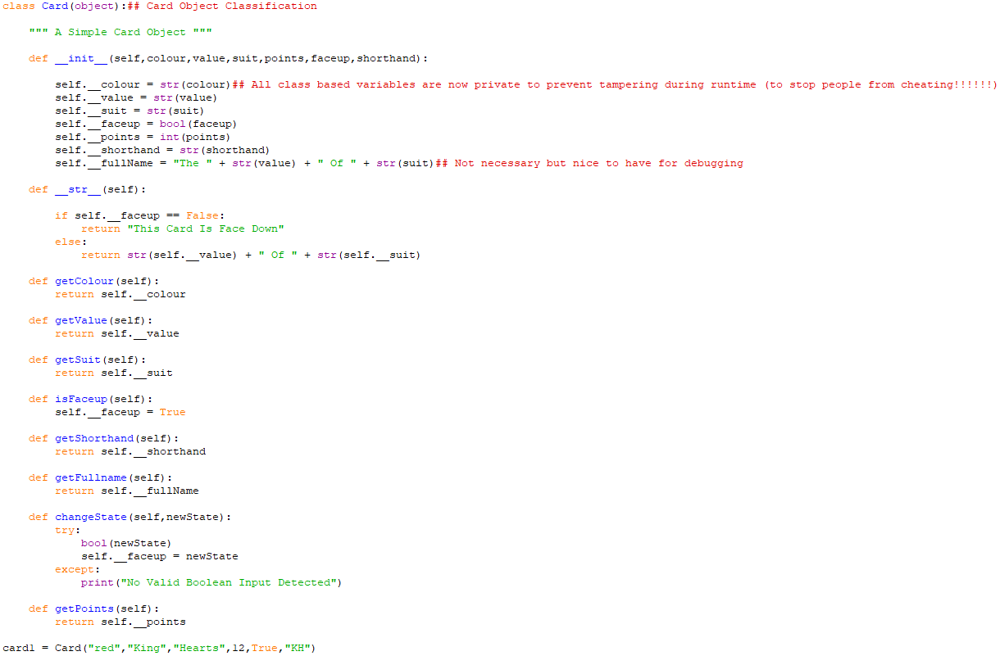 class Card(object):## Card Object Classification
    """ A Simple Card Object """
    def __init__(self,colour,value,suit,points,faceup,shorthand):
        self.__colour = str(colour)## All class based variables are now private to prevent tampering during runtime (to stop people from cheating!!!!!!)
        self.__value = str(value)
        self.__suit = str(suit)
        self.__faceup = bool(faceup)
        self.__points = int(points)
        self.__shorthand = str(shorthand)
        self.__fullName = "The " + str(value) + " Of " + str(suit)## Not necessary but nice to have for debugging
    def __str__(self):
        if self.__faceup == False:
            return "This Card Is Face Down"
        else:
            return str(self.__value) + " Of " + str(self.__suit)
    def getColour(self):
        return self.__colour
    def getValue(self):
        return self.__value
    def getSuit(self):
        return self.__suit
    def isFaceup(self):
        self.__faceup = True
    def getShorthand(self):
        return self.__shorthand
    def getFullname(self):
        return self.__fullName
    def changeState(self,newState):
        try:
            bool(newState)
            self.__faceup = newState
        except:
            print("No Valid Boolean Input Detected")
    def getPoints(self):
        return self.__points
card1 = Card("red","King","Hearts",12,True,"KH")